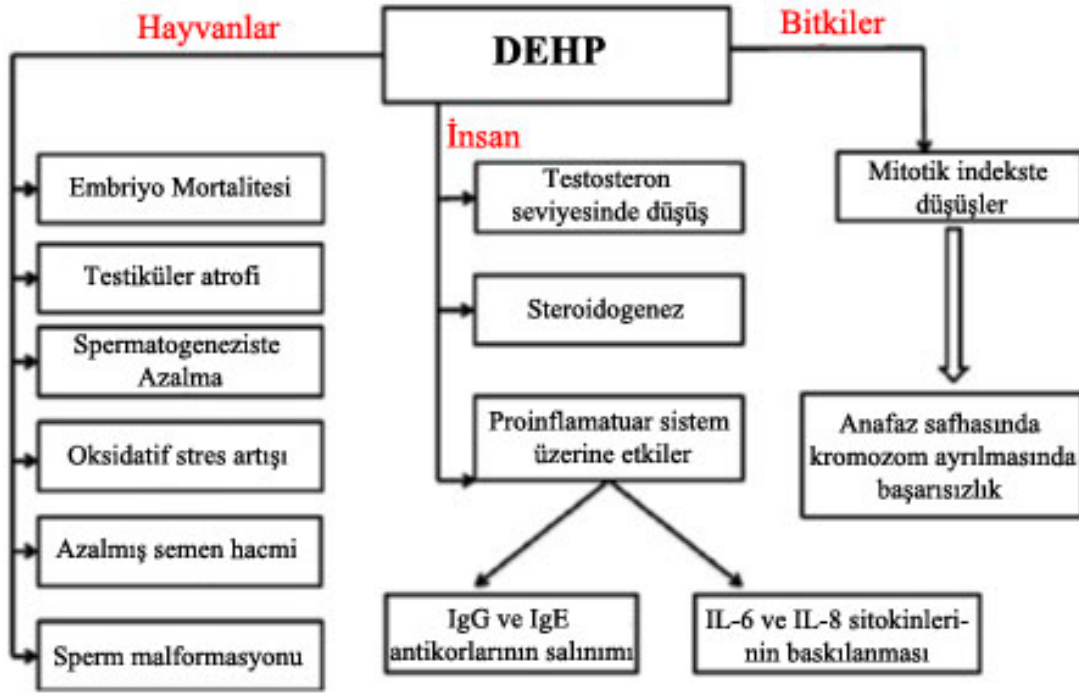 Hayvanlar
DEHP
Bitkiler
İnsan
Embriyo Mortalitesi
Testiküler atrofi
Spermatogeneziste
Azalma
Oksidatif stres artışı
Azalmış semen hacmi
Sperm malformasyonu
Testosteron
seviyesinde düşüş
Steroidogenez
Proinflamatuar sistem
üzerine etkiler
IgG ve IgE
antikorlarının salınımı
IL-6 ve IL-8 sitokinleri-
nin baskılanması
Mitotik indekste
düşüşler
Anafaz safhasında
kromozom ayrılmasında
başarısızlık